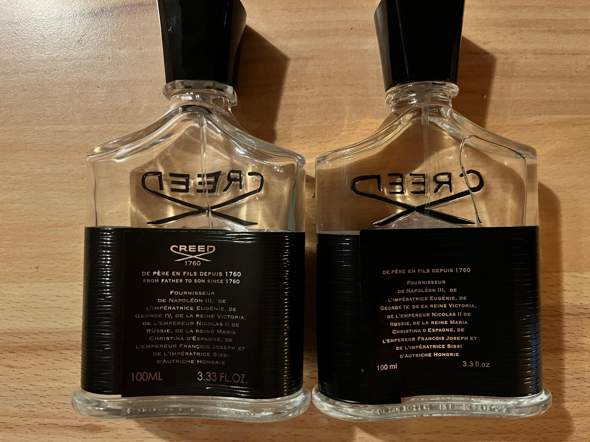 CREED
CREED
1760
DE PÈRE EN FILS DEPUIS 1760
FROM FATHER TO SON SINCE 1760
FOURNISSEUR
DE NAPOLÉON III, DE
L'IMPÉRATRICE EUGÉNIE, DE
GEORGE IV, DE LA REINE VICTORIA,
DE L'EMPEREUR NICOLAS II DE
RUSSIE, DE LA REINE MARIA
CHRISTINA D'ESPAGNE, DE
L'EMPEREUR FRANÇOIS JOSEPH ET
DE L'IMPÉRATRICE SISSI
D'AUTRICHE HONGRIE
100ML 3.33 FL.OZ.
CREED
DE PÈRE EN FILS DEPUIS 1760
FOURNISSEUR
DE NAPOLEON III, DE
L'IMPÉRATRICE EUGÉNIE, DE
GEORGE IV, DE SA REINE VICTORIA,
DE L'EMPEREUR NICOLAS II DE
RUSSIE, DE LA REINE MARIA
CHRISTINA D ESPAGNE, DE
L'EMPEREUR FRANCOIS JOSEPH ET
DE L'IMPÉRATRICE SISSI
D'AUTRICHE HONGRIE
100 ml 3.3 fl.oz